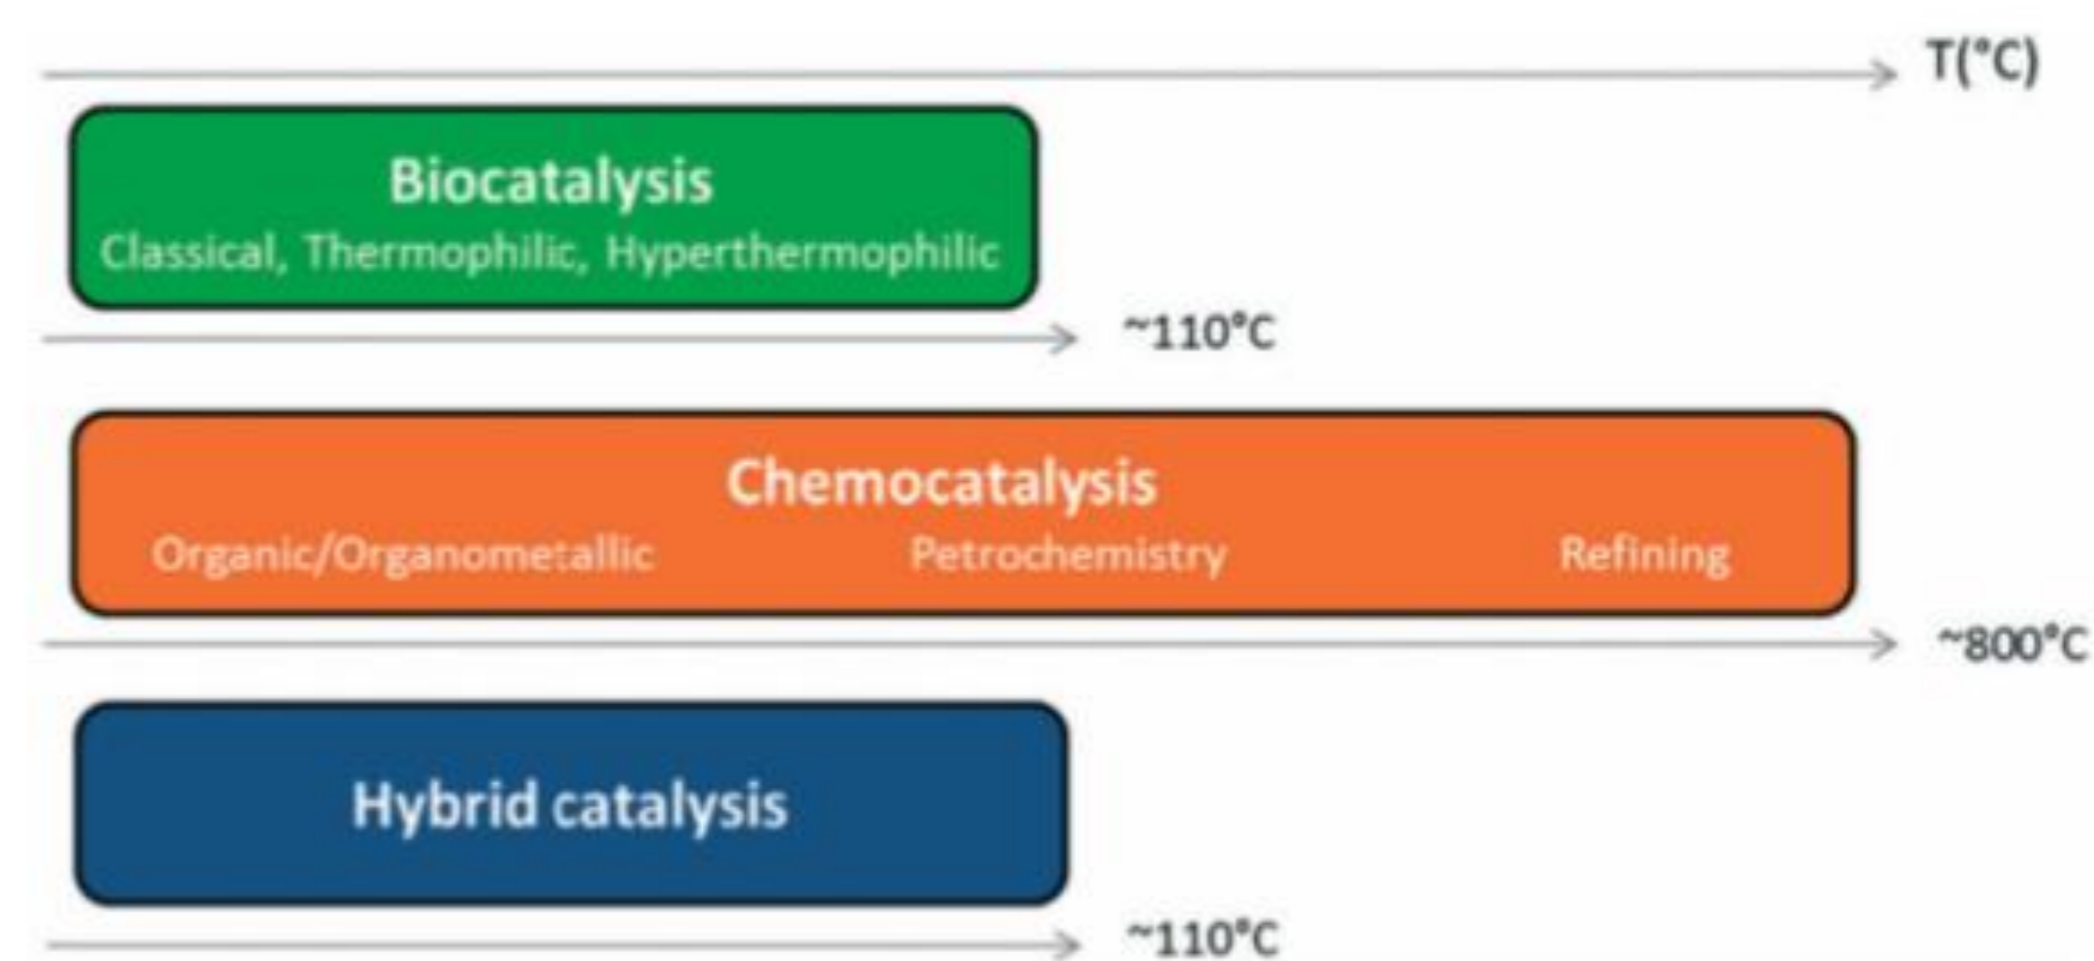 T(°C)
Biocatalysis
Classical, Thermophilic, Hyperthermophilic
~110°C
Chemocatalysis
Organic/Organometallic Petrochemistry Refining
~800°C
Hybrid catalysis
~110°C